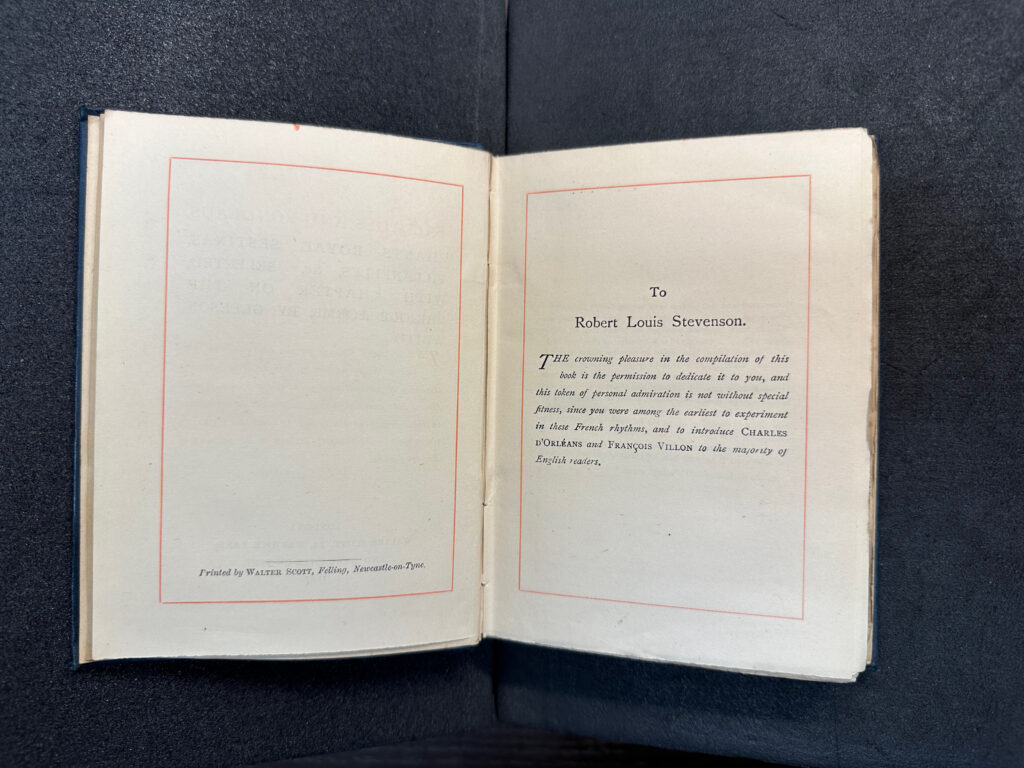 Printed by WALTER SCOTT, Felling, Newcastle-on-Tyne.
To
Robert Louis Stevenson.
THE crowning pleasure in the compilation of this
book is the permission to dedicate it to you, and
this token of personal admiration is not without special
fitness, since you were among the earliest to experiment
in these French rhythms, and to introduce CHARLES
D'ORLÉANS and FRANÇOIS VILLON to the majority of
English readers.